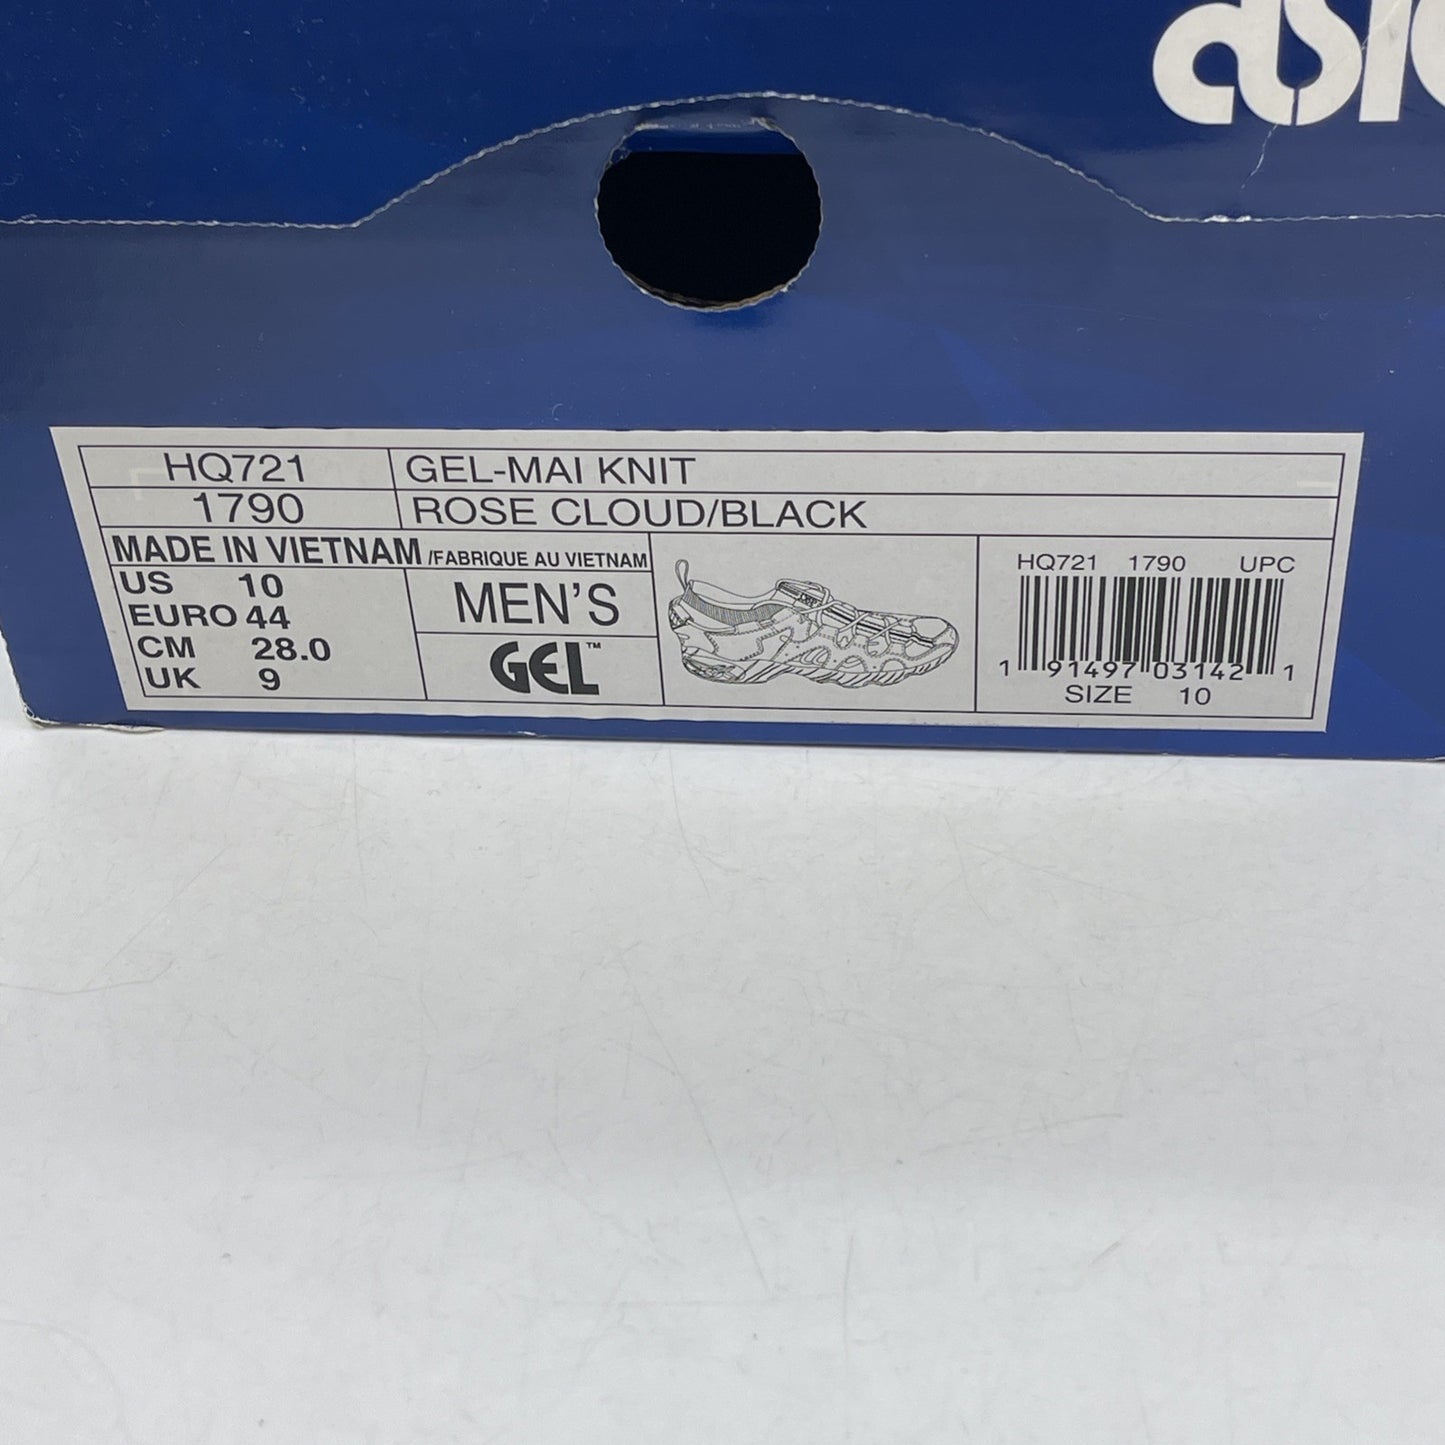 asic
HQ721 GEL-MAI KNIT
1790 ROSE CLOUD/BLACK
MADE IN VIETNAM /FABRIQUE AU VIETNAM
US 10
EURO 44
CM 28.0
UK 9
MEN'S
GEL™
HQ721 1790 UPC
1 91497 03142 1
SIZE 10